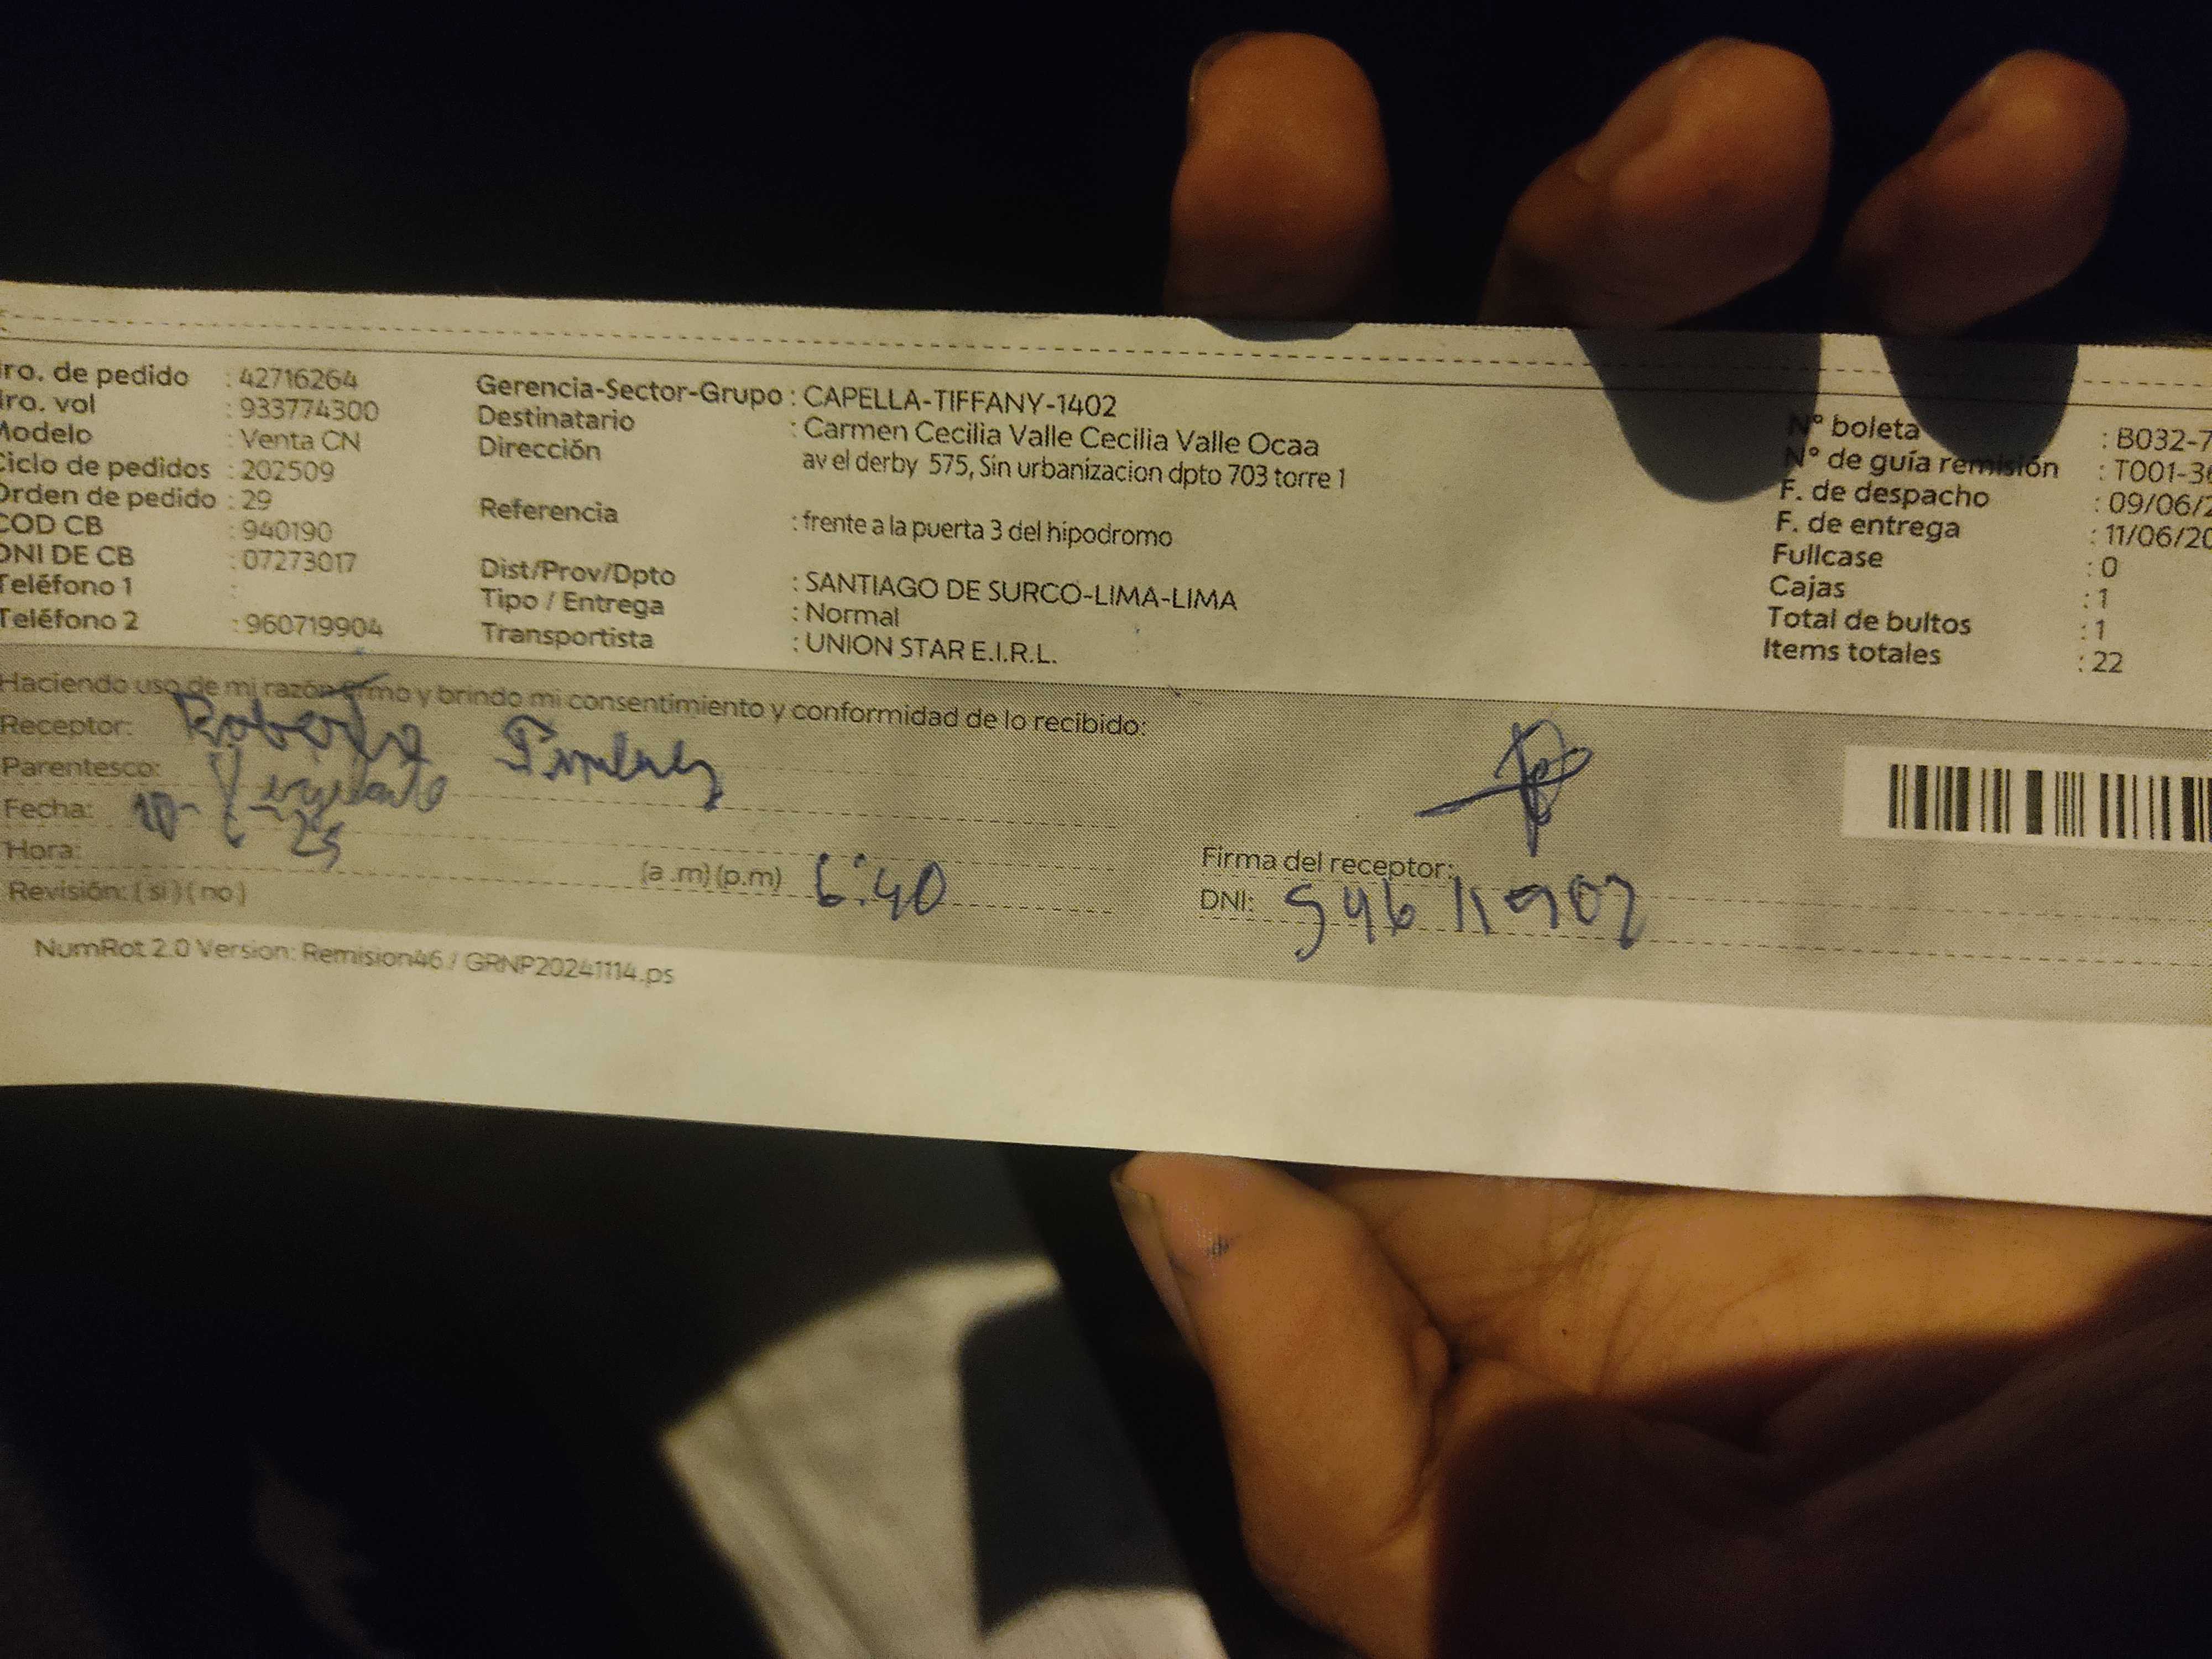 ro. de pedido : 42716264
ro. vol : 933774300
Modelo : Venta CN
Ciclo de pedidos : 202509
Orden de pedido : 29
COD CB : 940190
DNI DE CB : 07273017
Teléfono 1 :
Teléfono 2 : 960719904
Gerencia-Sector-Grupo : CAPELLA-TIFFANY-1402
Destinatario : Carmen Cecilia Valle Cecilia Valle Ocaa
Dirección : av el derby 575, Sin urbanizacion dpto 703 torre 1
Referencia : frente a la puerta 3 del hipodromo
Dist/Prov/Dpto : SANTIAGO DE SURCO-LIMA-LIMA
Tipo / Entrega : Normal
Transportista : UNION STAR E.I.R.L.
N° boleta : B032-7
N° de guía remisión : T001-3
F. de despacho : 09/06/2
F. de entrega : 11/06/20
Fullcase : 0
Cajas : 1
Total de bultos : 1
Items totales : 22
Haciendo uso de mi razón firmo y brindo mi consentimiento y conformidad de lo recibido:
Receptor: Roberto
Parentesco:
Fecha: 10-6-25
Hora: (a .m) (p.m) 6:40
Revisión: ( si ) ( no )
Firma del receptor:
DNI:
NumRot 2.0 Version: Remision46 / GRNP20241114.ps